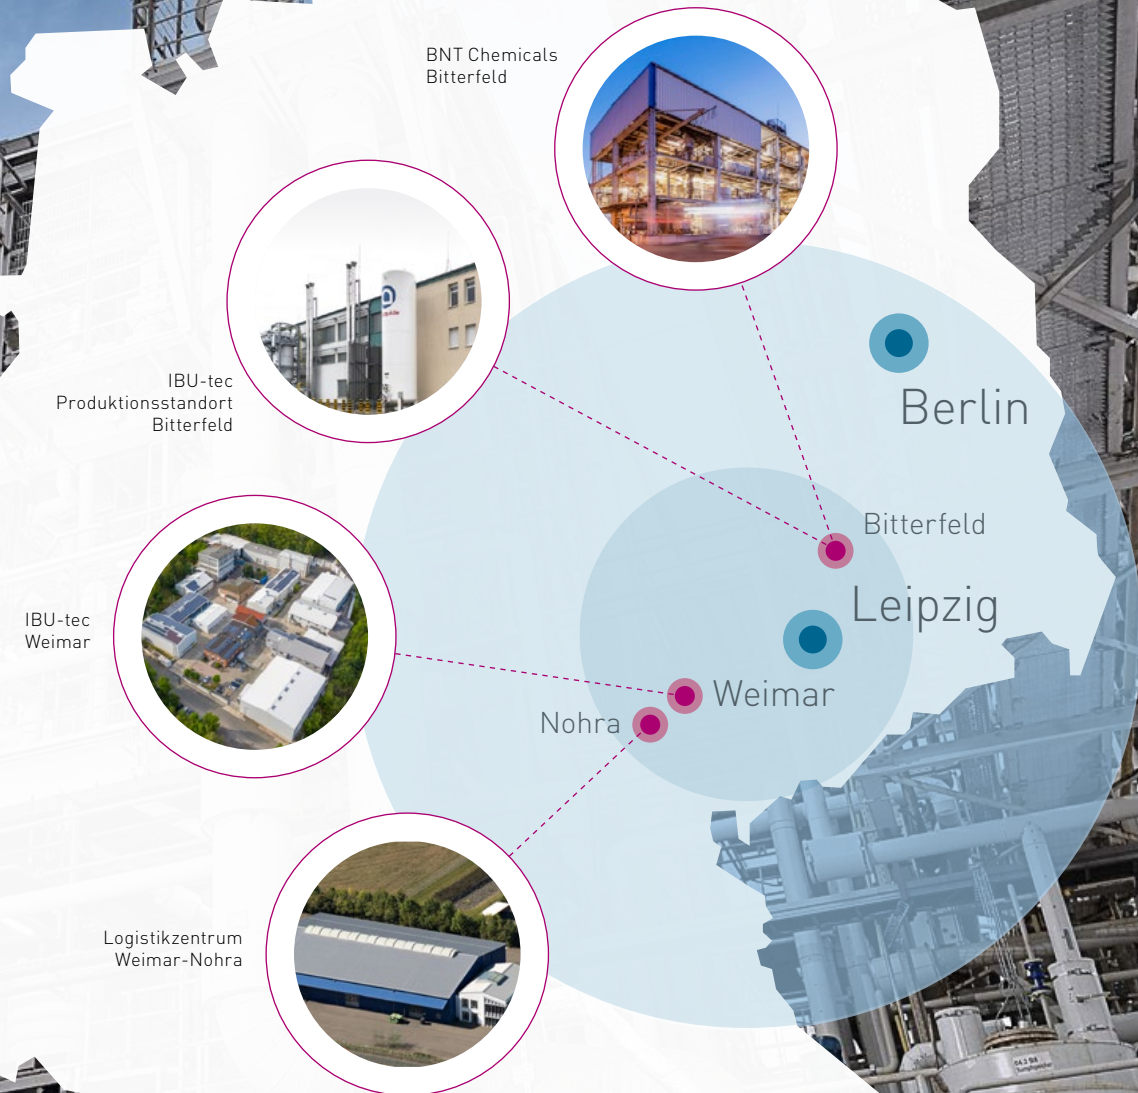 BNT Chemicals
Bitterfeld
IBU-tec
Produktionsstandort
Bitterfeld
Berlin
Bitterfeld
Leipzig
IBU-tec
Weimar
Weimar
Nohra
Logistikzentrum
Weimar-Nohra